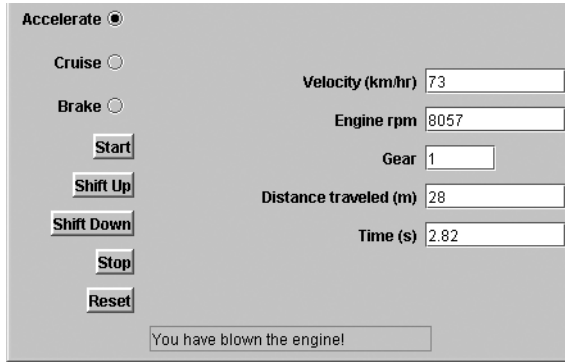 Accelerate
Cruise
Brake
Start
Shift Up
Shift Down
Stop
Reset
Velocity (km/hr) 73
Engine rpm 8057
Gear 1
Distance traveled (m) 28
Time (s) 2.82
You have blown the engine!